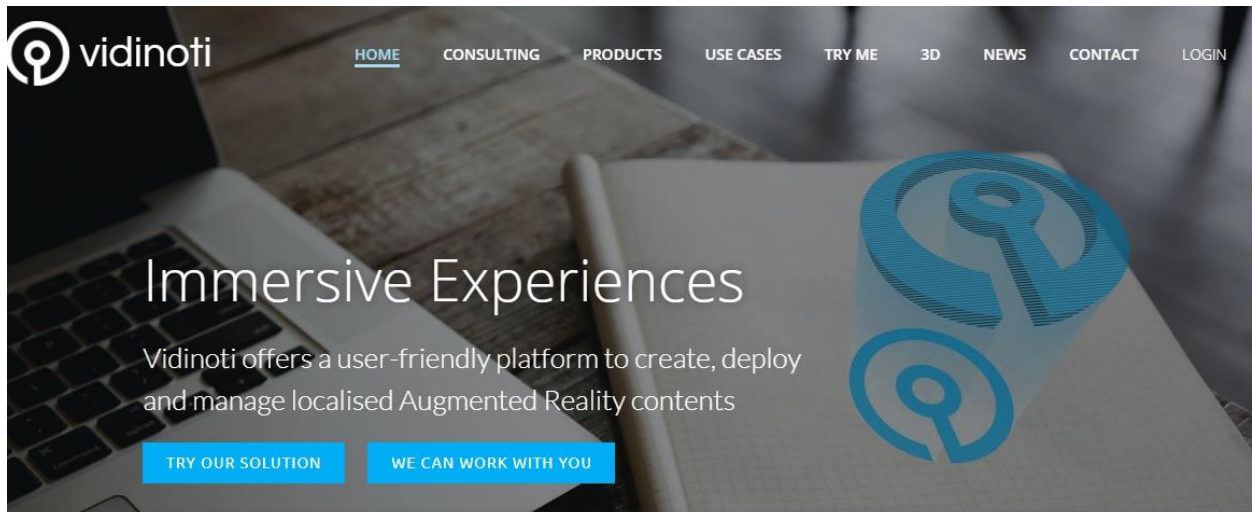 vidinoti
HOME CONSULTING PRODUCTS USE CASES TRY ME 3D NEWS CONTACT LOGIN
Immersive Experiences
Vidinoti offers a user-friendly platform to create, deploy
and manage localised Augmented Reality contents
TRY OUR SOLUTION WE CAN WORK WITH YOU